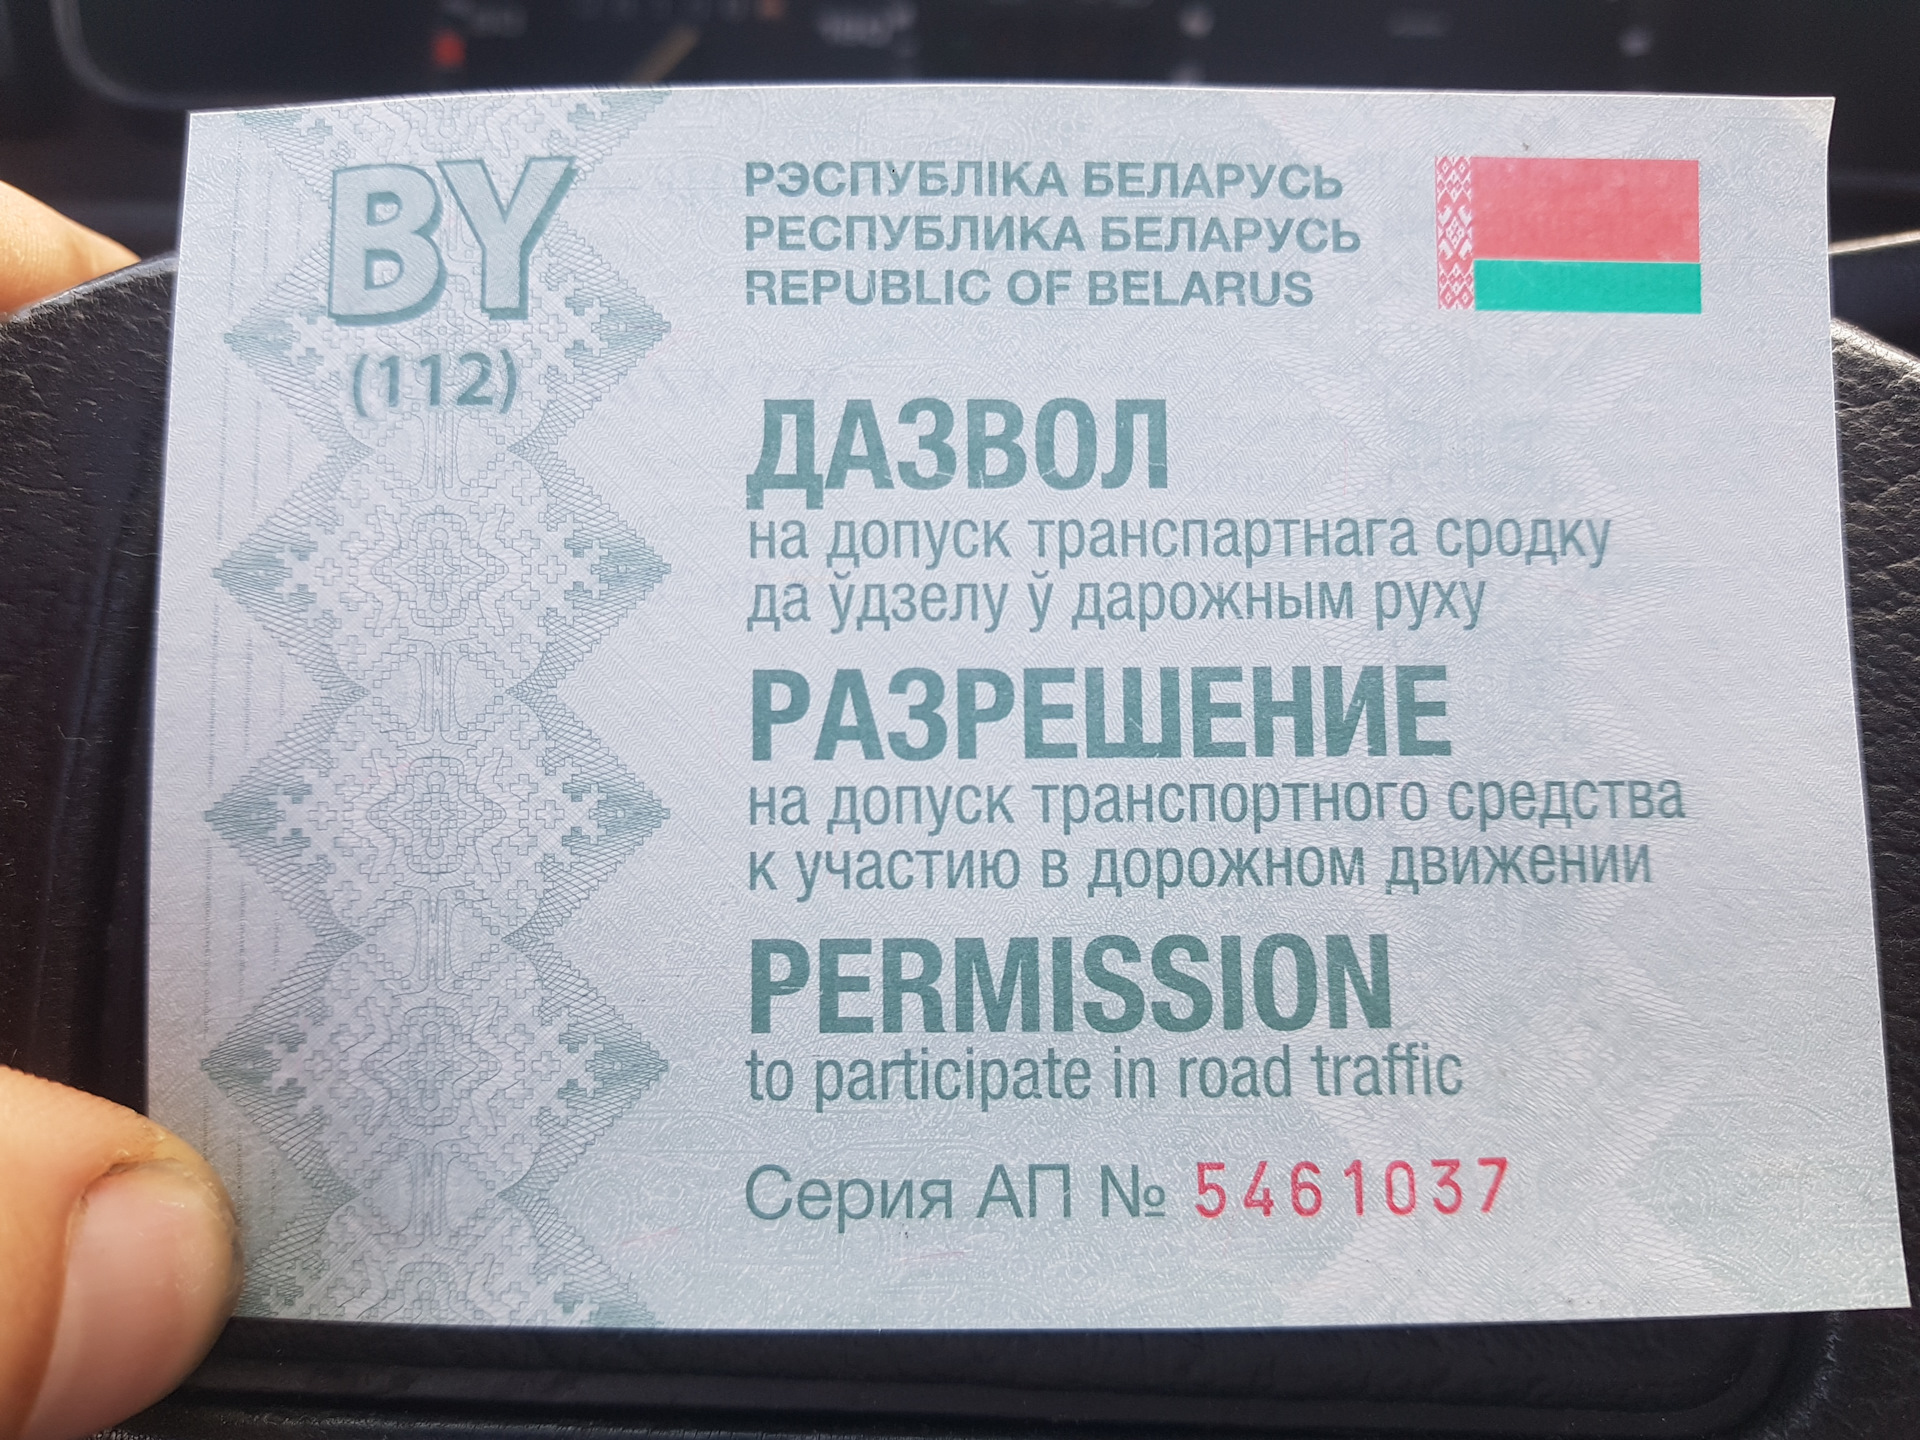 BY
(112)
РЭСПУБЛІКА БЕЛАРУСЬ
РЕСПУБЛИКА БЕЛАРУСЬ
REPUBLIC OF BELARUS
ДАЗВОЛ
на допуск транспартнага сродку
да ўдзелу ў дарожным руху
РАЗРЕШЕНИЕ
на допуск транспортного средства
к участию в дорожном движении
PERMISSION
to participate in road traffic
Серия АП № 5461037